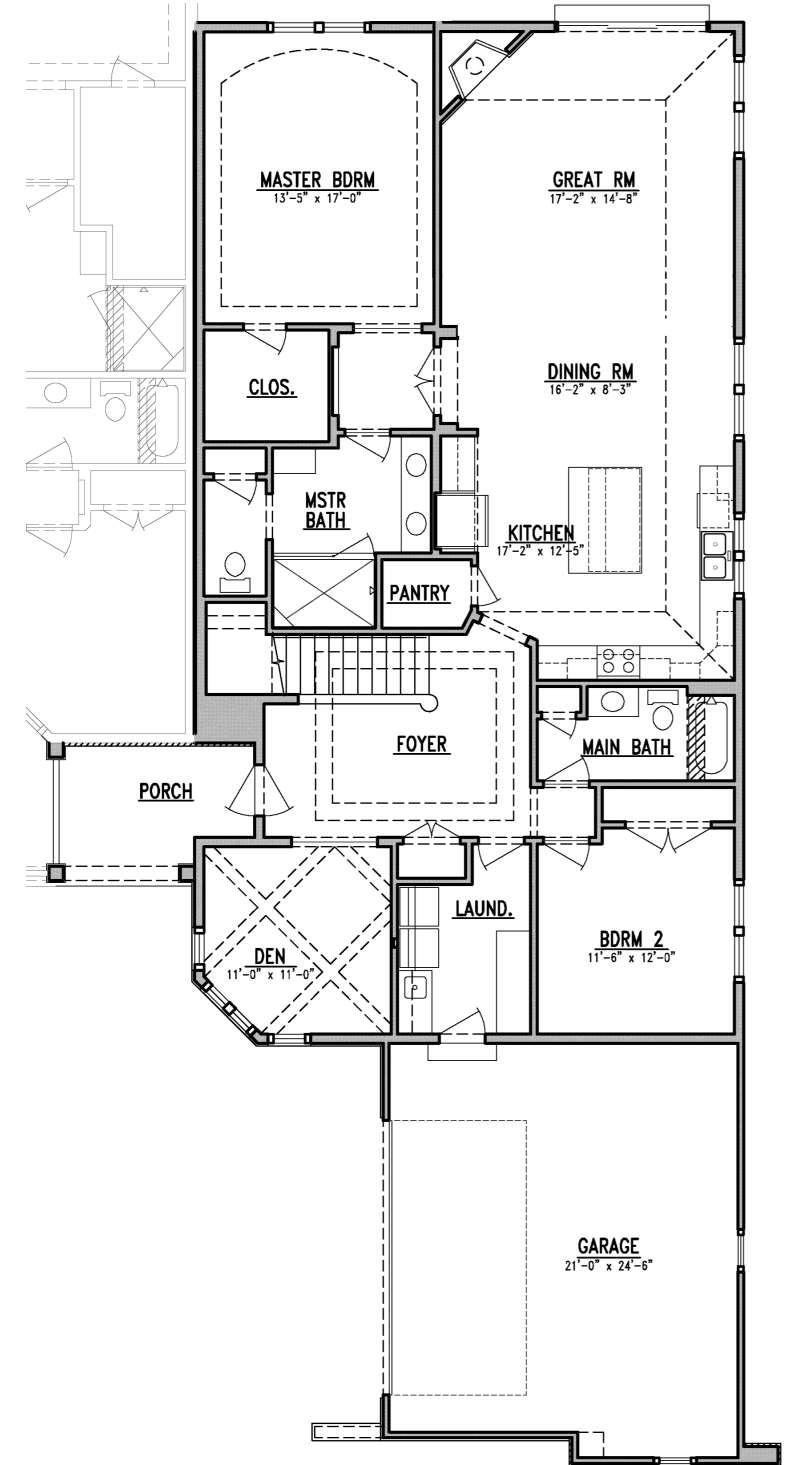 MASTER BDRM
13'-5" x 17'-0"
GREAT RM
17'-2" x 14'-8"
DINING RM
16'-2" x 8'-3"
CLOS.
MSTR
BATH
KITCHEN
17'-2" x 12'-5"
PANTRY
FOYER
MAIN BATH
PORCH
LAUND.
BDRM 2
11'-6" x 12'-0"
DEN
11'-0" x 11'-0"
GARAGE
21'-0" x 24'-6"